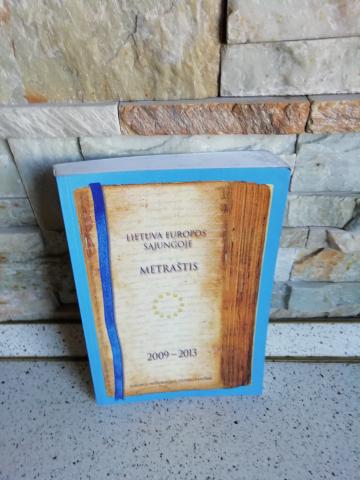 LIETUVA EUROPOS
SĄJUNGOJE
METRAŠTIS
2009–2013